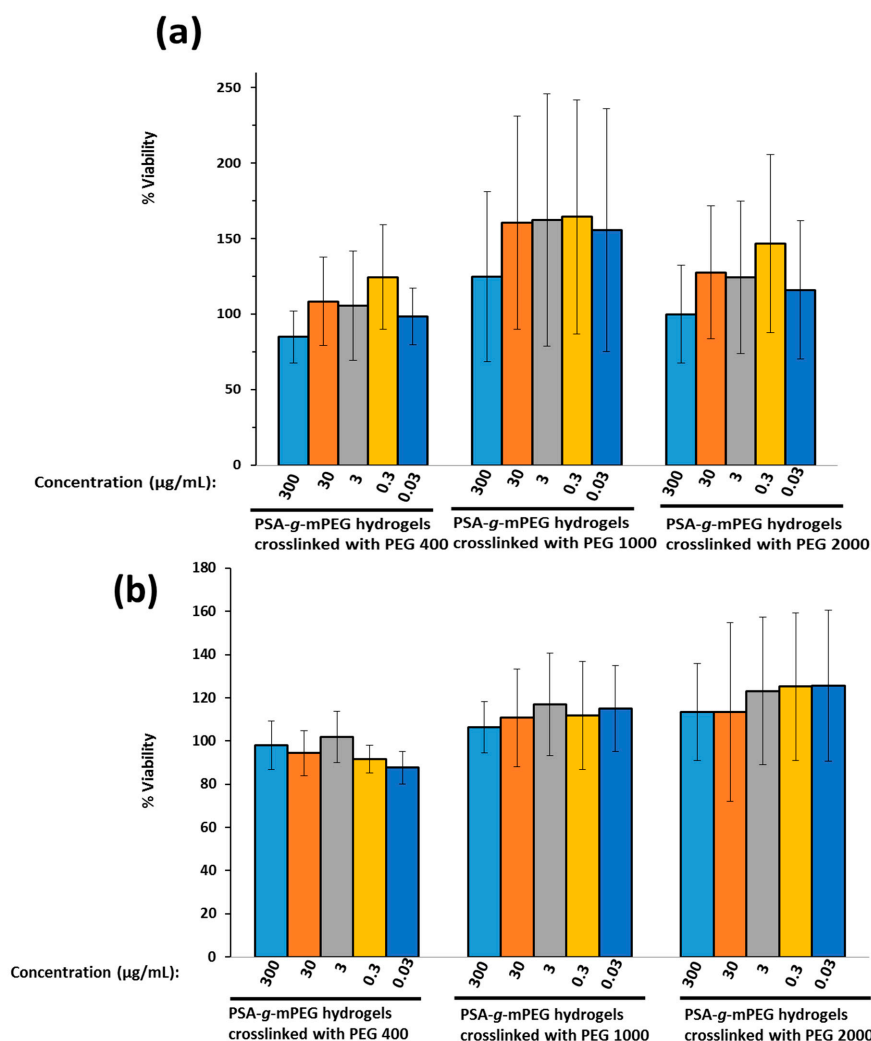 (a)
250
200
150
100
50
0
% Viability
Concentration (µg/mL):
300 30 3 0.3 0.03 300 30 3 0.3 0.03 300 30 3 0.3 0.03
PSA-g-mPEG hydrogels
crosslinked with PEG 400
PSA-g-mPEG hydrogels
crosslinked with PEG 1000
PSA-g-mPEG hydrogels
crosslinked with PEG 2000
(b)
180
160
140
120
100
80
60
40
20
0
% Viability
Concentration (µg/mL):
300 30 3 0.3 0.03 300 30 3 0.3 0.03 300 30 3 0.3 0.03
PSA-g-mPEG hydrogels
crosslinked with PEG 400
PSA-g-mPEG hydrogels
crosslinked with PEG 1000
PSA-g-mPEG hydrogels
crosslinked with PEG 2000